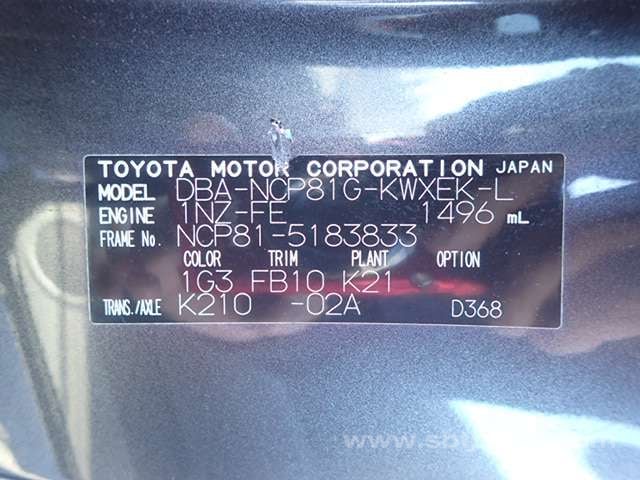 TOYOTA MOTOR CORPORATION JAPAN
MODEL DBA-NCP81G-KWXEK-L
ENGINE 1NZ-FE 1496 mL
FRAME No. NCP81-5183833
COLOR TRIM PLANT OPTION
1G3 FB10 K21
TRANS./AXLE K210 -02A D368